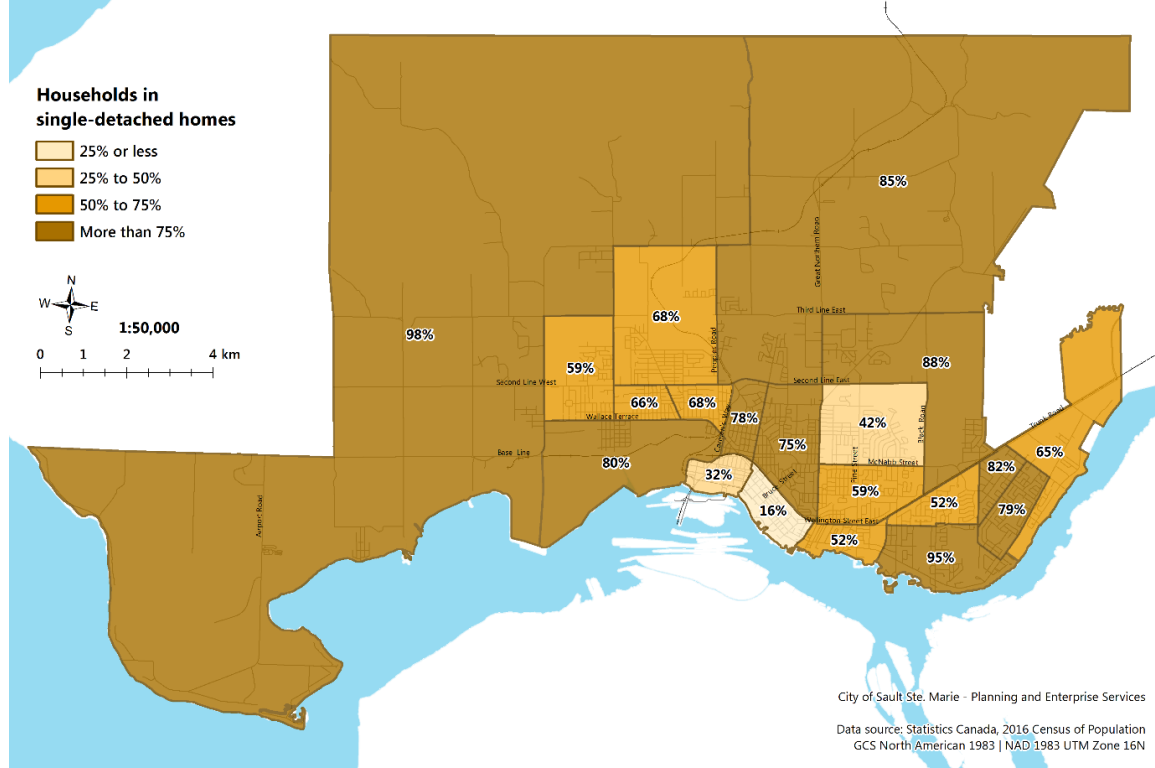 Households in
single-detached homes
25% or less
25% to 50%
50% to 75%
More than 75%
N
W E
S
1:50,000
0 1 2 4 km
85%
Great Northern Road
98%
68%
Third Line East
Peoples Road
59%
Second Line West
Second Line East
88%
66%
68%
Wallace Terrace
78%
42%
Black Road
75%
Trunk Road
65%
Base Line
80%
McNabb Street
Pine Street
32%
82%
Bruce Street
59%
16%
52%
79%
Wellington Street East
52%
95%
Airport Road
City of Sault Ste. Marie - Planning and Enterprise Services
Data source: Statistics Canada, 2016 Census of Population
GCS North American 1983 | NAD 1983 UTM Zone 16N